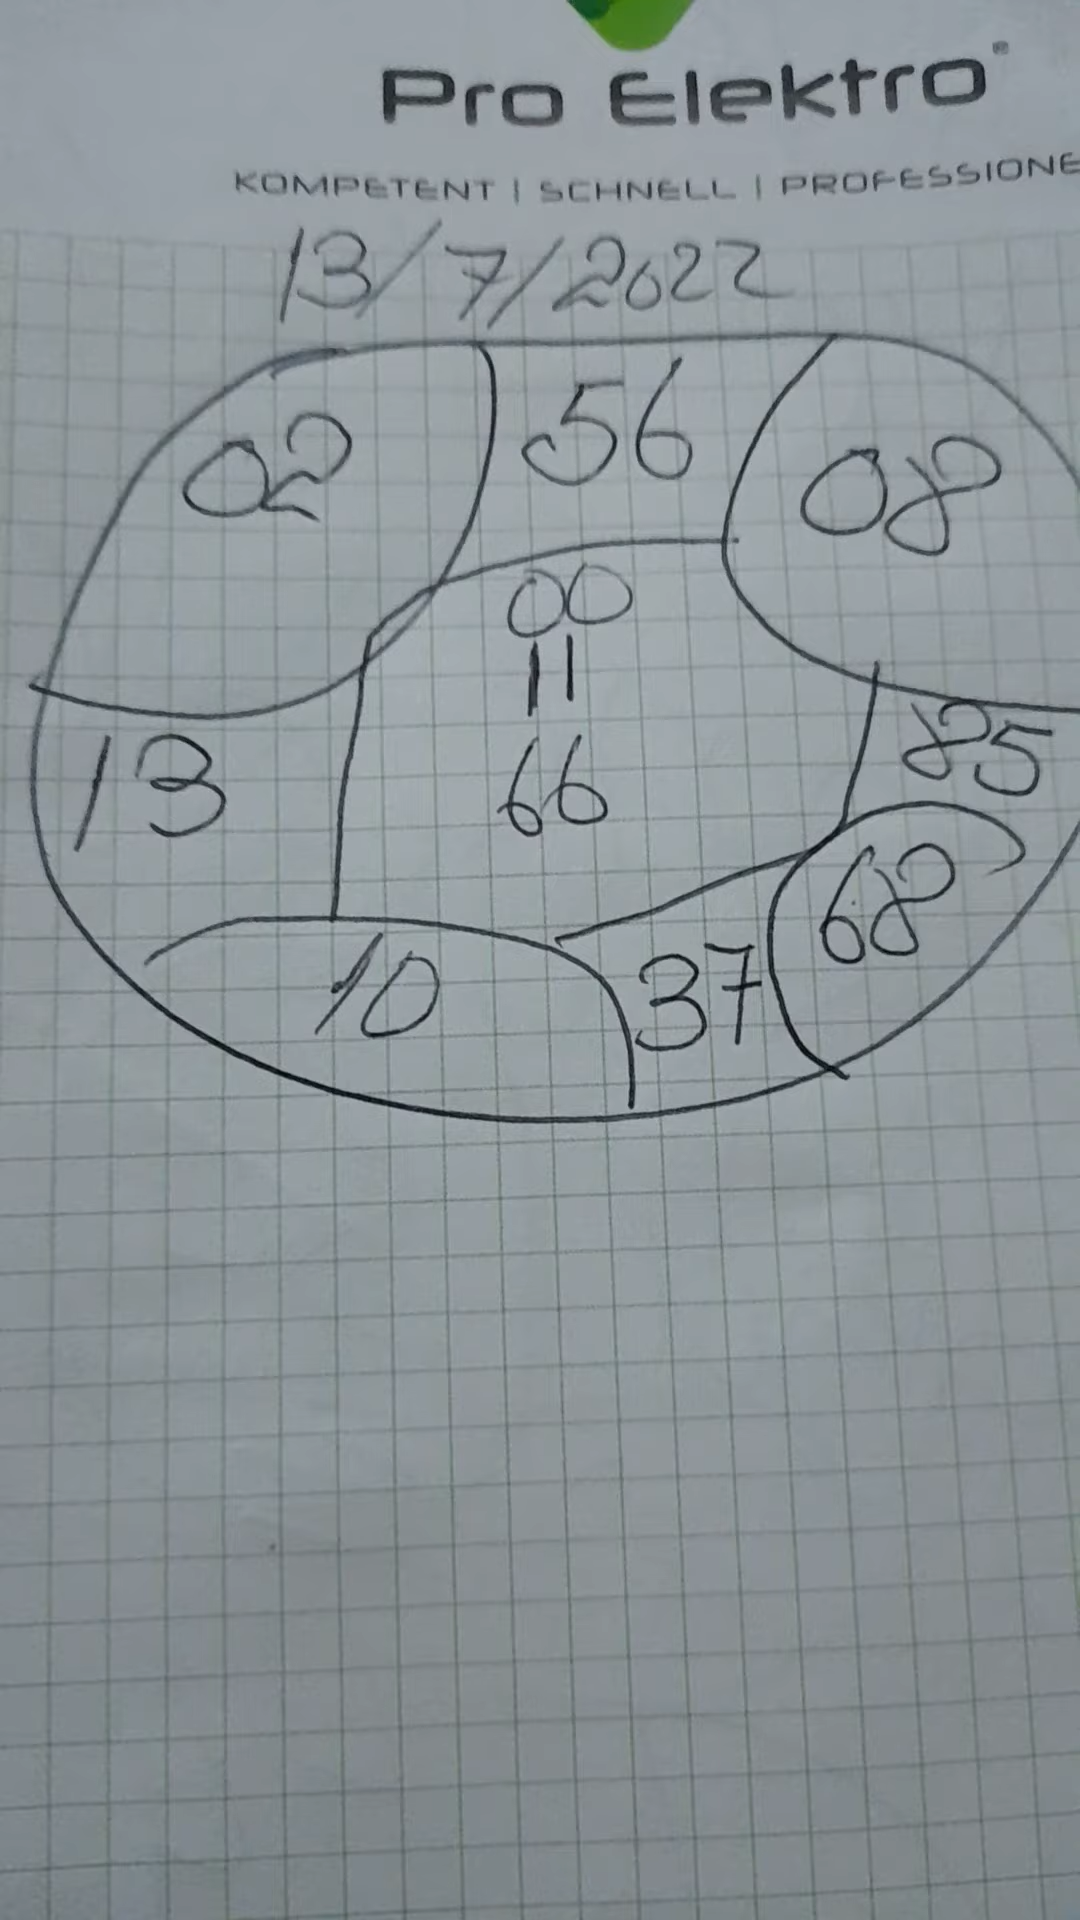 Pro Elektro®
KOMPETENT | SCHNELL | PROFESSIONE
13/7/2022
02 56 08
00
11
13 66 85
68
10 37